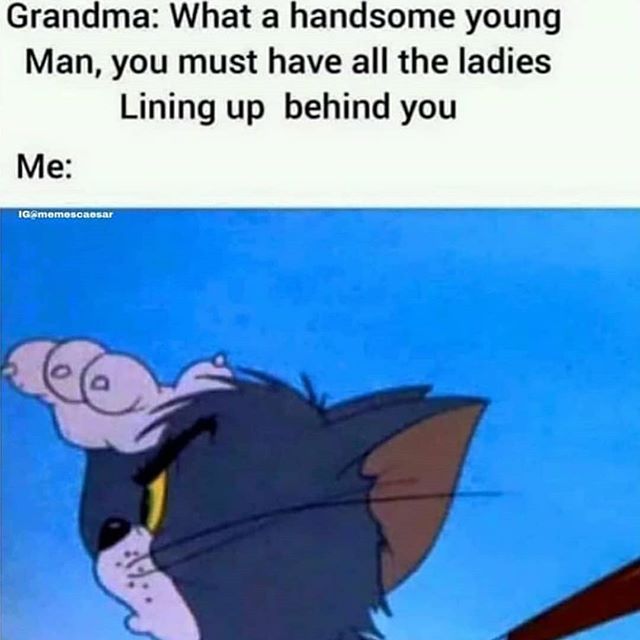 Grandma: What a handsome young
Man, you must have all the ladies
Lining up behind you
Me:
IG@memescaesar